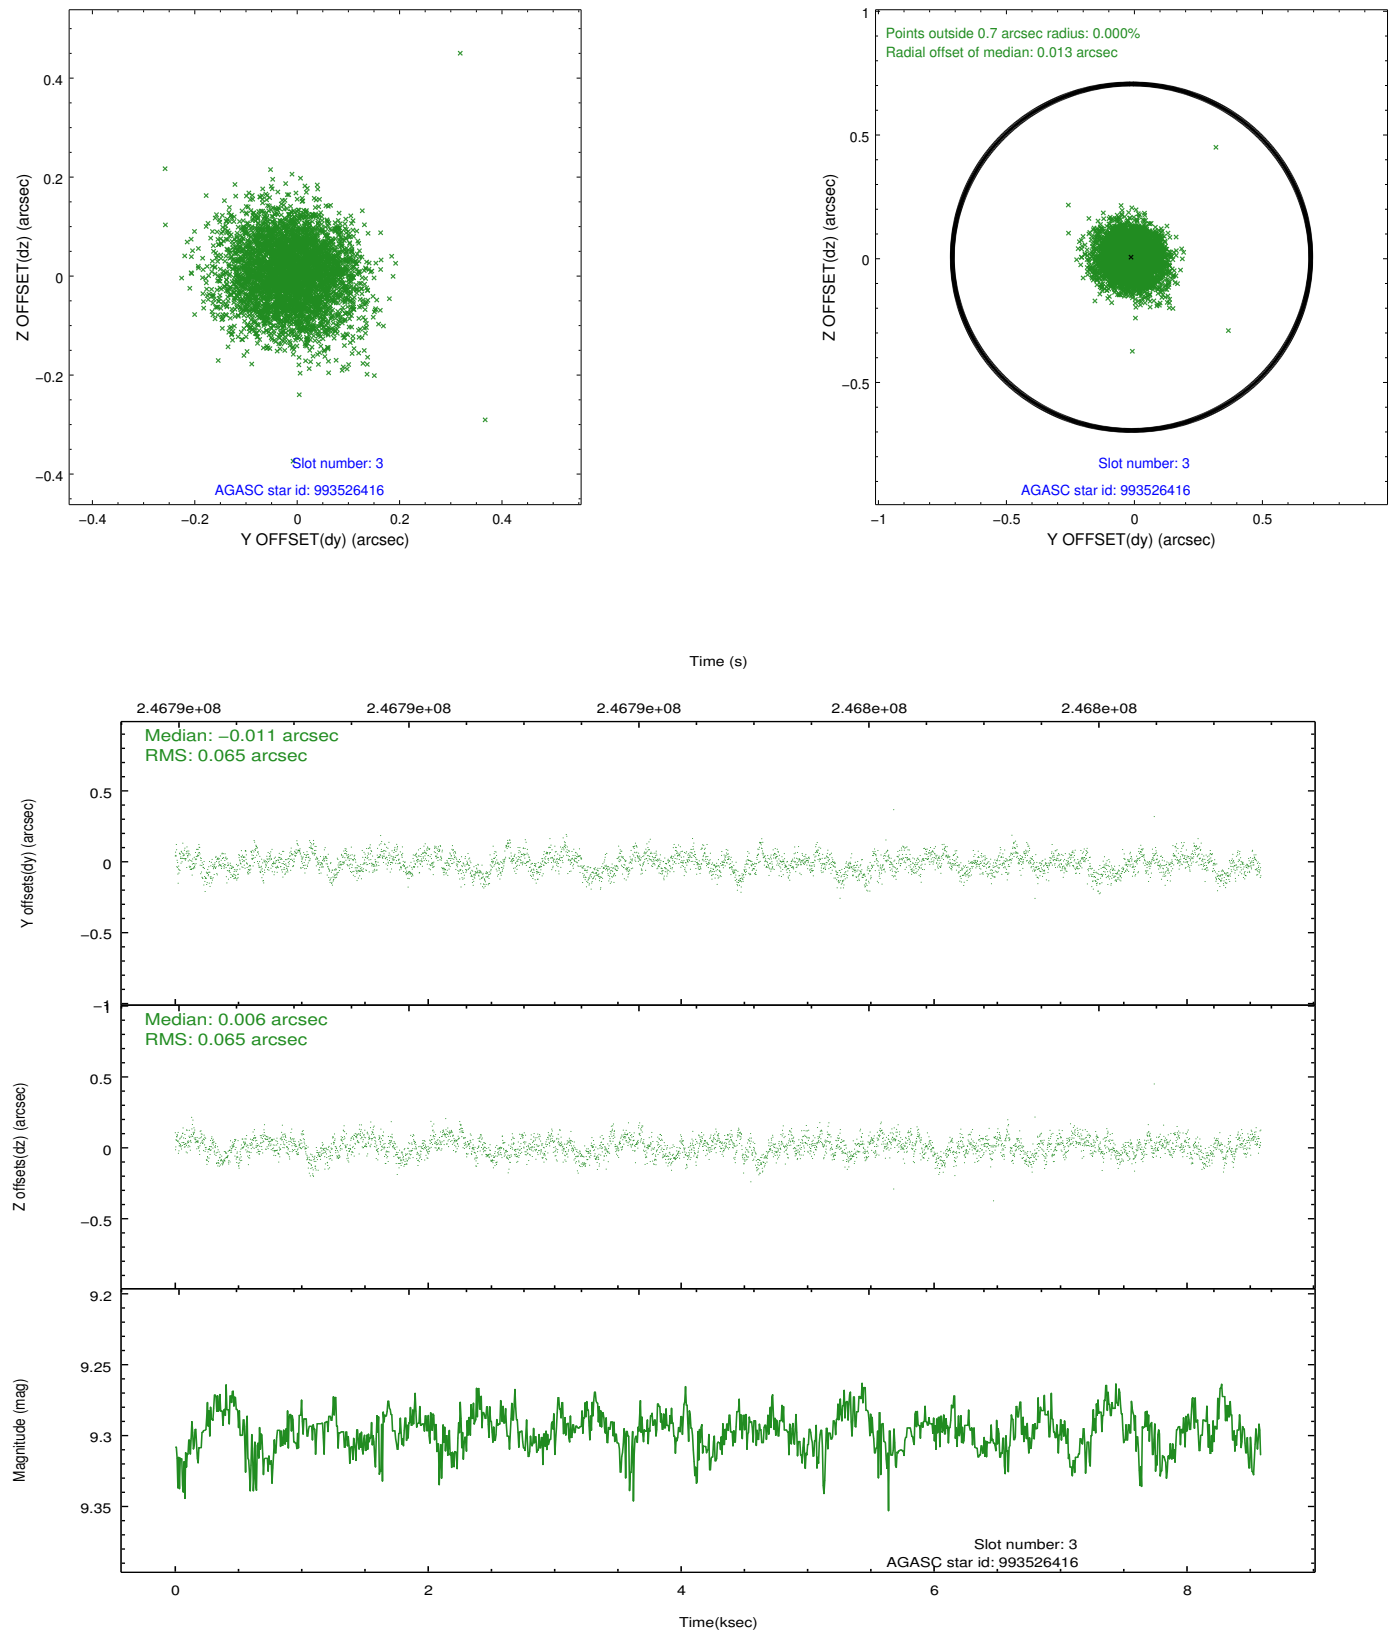 0.4
0.2
0
−0.2
−0.4
Z OFFSET(dz) (arcsec)
Slot number: 3
AGASC star id: 993526416
−0.4
−0.2
0
0.2
0.4
Y OFFSET(dy) (arcsec)
Points outside 0.7 arcsec radius: 0.000%
Radial offset of median: 0.013 arcsec
1
0.5
0
−0.5
Z OFFSET(dz) (arcsec)
Slot number: 3
AGASC star id: 993526416
−1
−0.5
0
0.5
Y OFFSET(dy) (arcsec)
Time (s)
2.4679e+08
2.4679e+08
2.4679e+08
2.468e+08
2.468e+08
Median: −0.011 arcsec
RMS: 0.065 arcsec
0.5
0
−0.5
−1
Y offsets(dy) (arcsec)
Median: 0.006 arcsec
RMS: 0.065 arcsec
1
0.5
0
−0.5
Z offsets(dz) (arcsec)
9.2
9.25
9.3
9.35
Magnitude (mag)
Slot number: 3
AGASC star id: 993526416
0
2
4
6
8
Time(ksec)